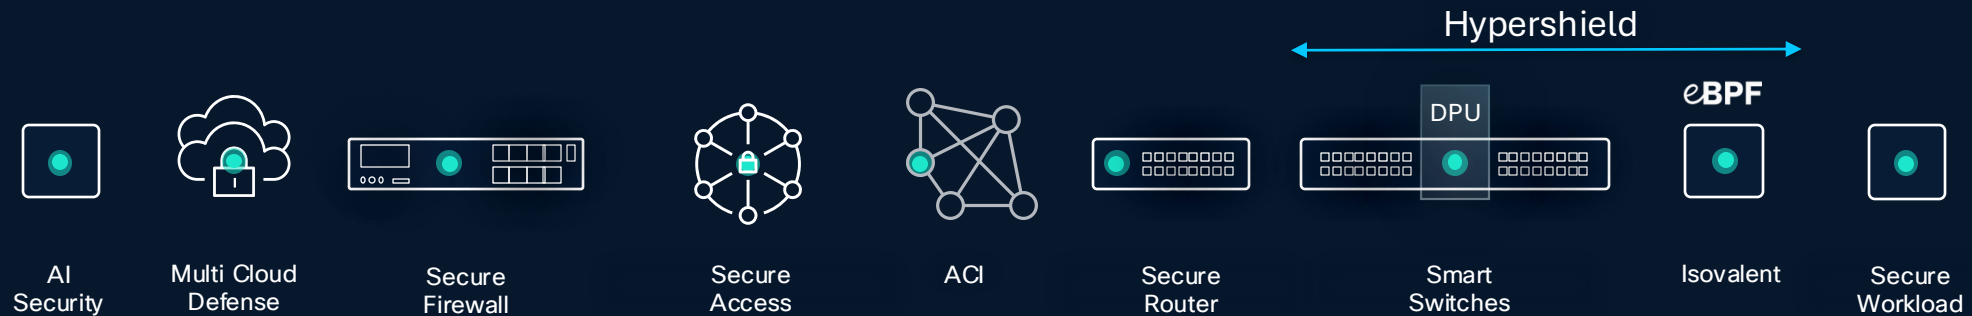 Hypershield
DPU
eBPF
AI
Security
Multi Cloud
Defense
Secure
Firewall
Secure
Access
ACI
Secure
Router
Smart
Switches
Isovalent
Secure
Workload